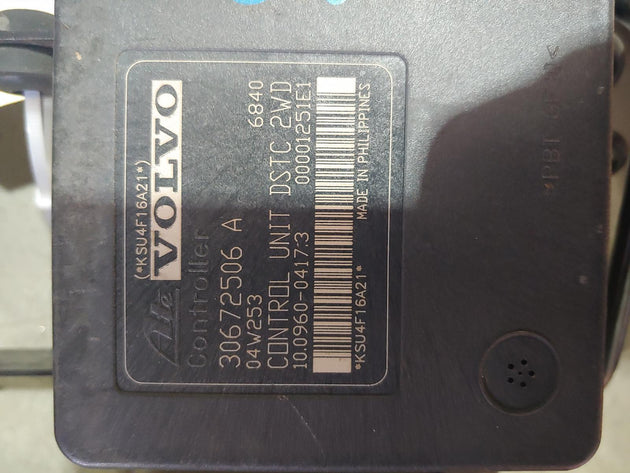 (*KSU4F16A21*)
Ate VOLVO
Controller
30672506 A 6840
04W253
CONTROL UNIT DSTC 2WD
10.0960-0417.3 00001251E1
*KSU4F16A21* MADE IN PHILIPPINES